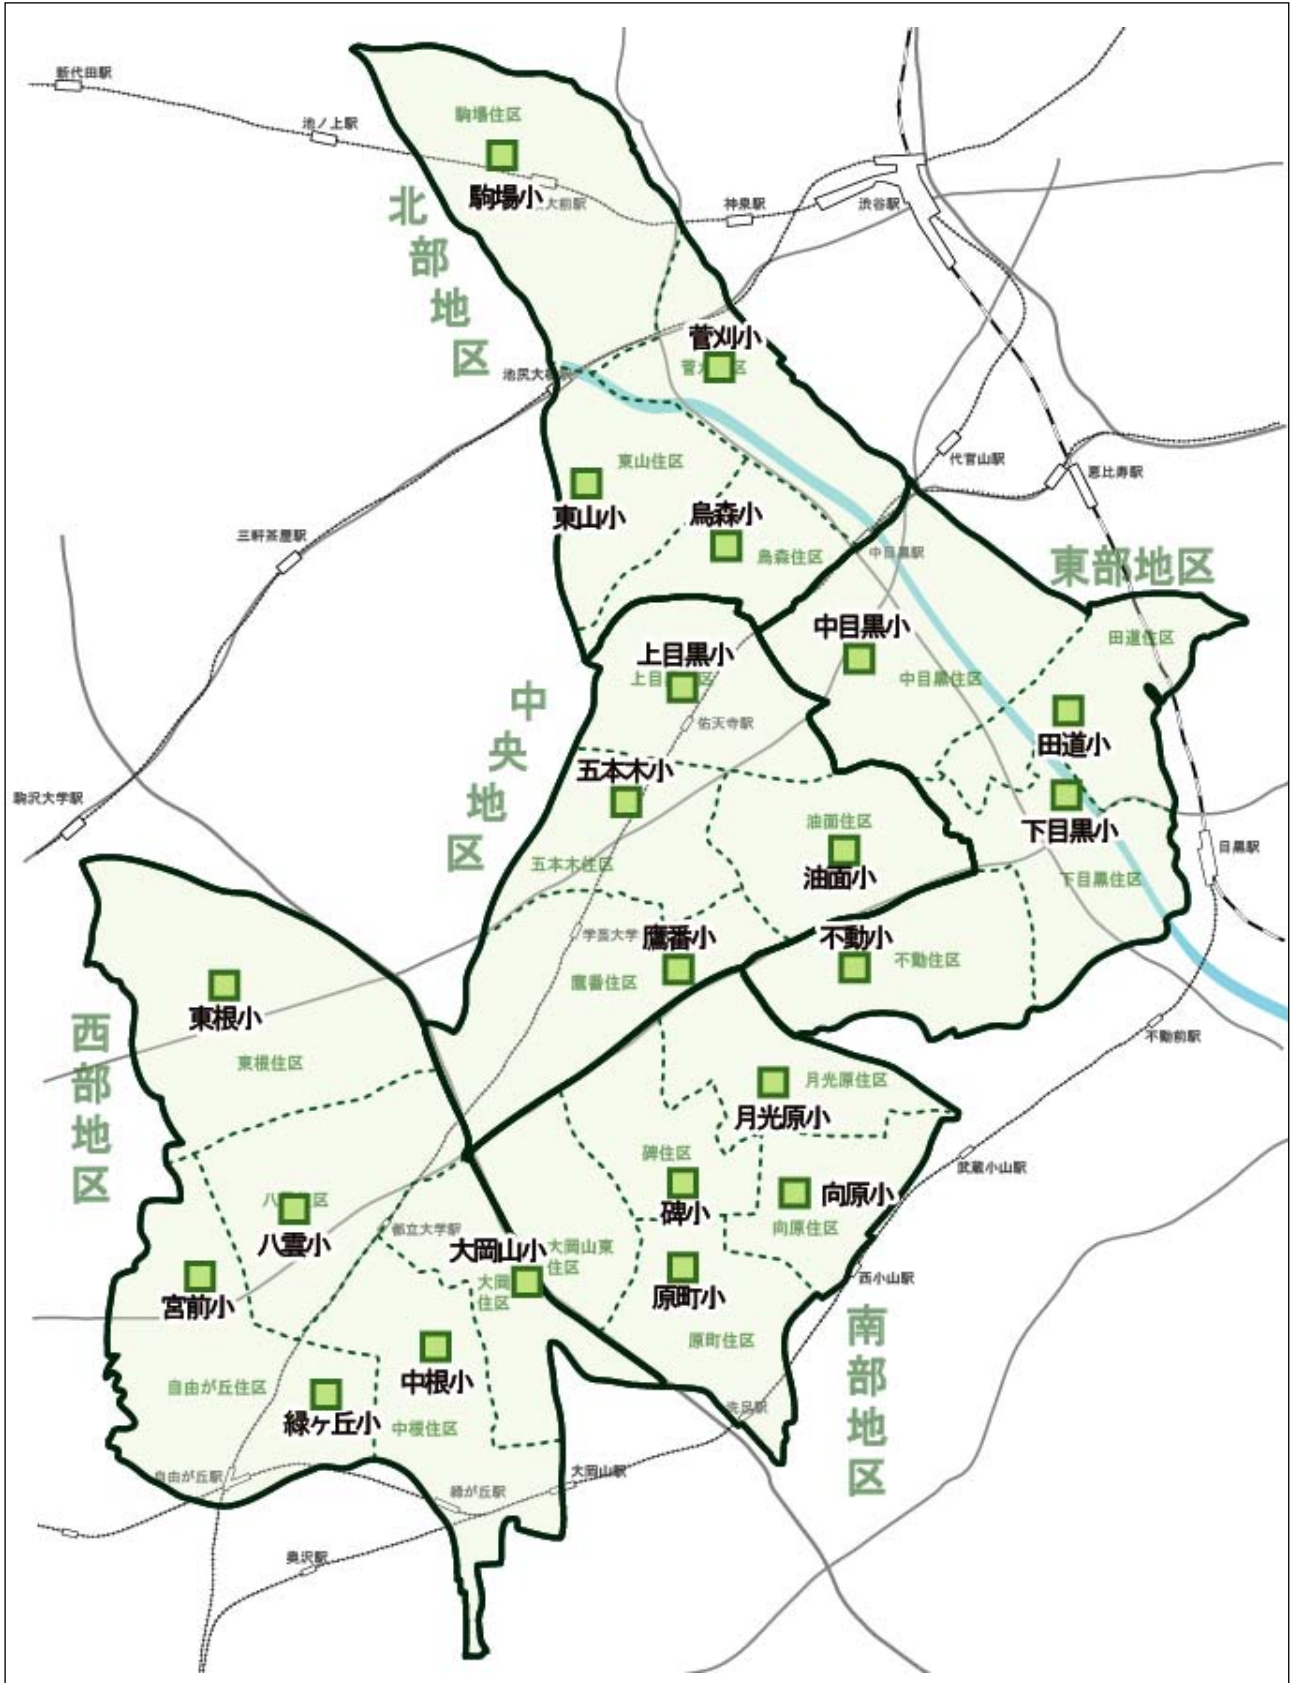 新代田駅
池ノ上駅
駒場住区
駒場小
大前駅
神泉駅
渋谷駅
北部地区
菅刈小
池尻大橋駅
東山住区
代官山駅
恵比寿駅
東山小
烏森小
三軒茶屋駅
烏森住区
中目黒駅
東部地区
中目黒小
田道住区
上目黒小
中目黒住区
中央地区
佑天寺駅
田道小
五本木小
駒沢大学駅
油面住区
下目黒小
目黒駅
五本木住区
油面小
下目黒住区
学芸大学
鷹番小
不動小
不動住区
鷹番住区
東根小
西部地区
東根住区
不動前駅
月光原住区
月光原小
碑住区
武蔵小山駅
向原小
碑小
八雲小
都立大学駅
向原住区
大岡山小
大岡山東
住区
大岡
住区
宮前小
原町小
西小山駅
南部地区
原町住区
中根小
自由が丘住区
緑ヶ丘小
中根住区
洗足駅
自由が丘駅
大岡山駅
緑が丘駅
奥沢駅